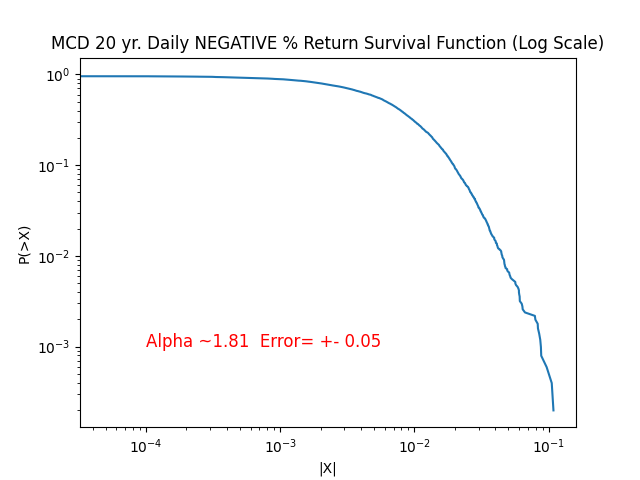 MCD 20 yr. Daily NEGATIVE % Return Survival Function (Log Scale)
10⁰
10⁻¹
10⁻²
10⁻³
P(>X)
Alpha ~1.81  Error= +- 0.05
10⁻⁴ 10⁻³ 10⁻² 10⁻¹
|X|